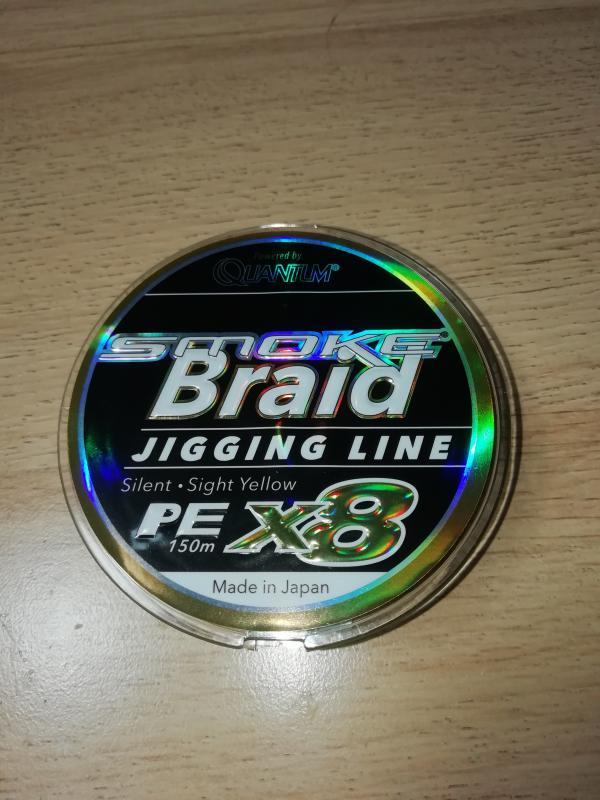 Powered by
QUANTUM®
SMOKE®
Braid
JIGGING LINE
Silent • Sight Yellow
PE x8
150m
Made in Japan